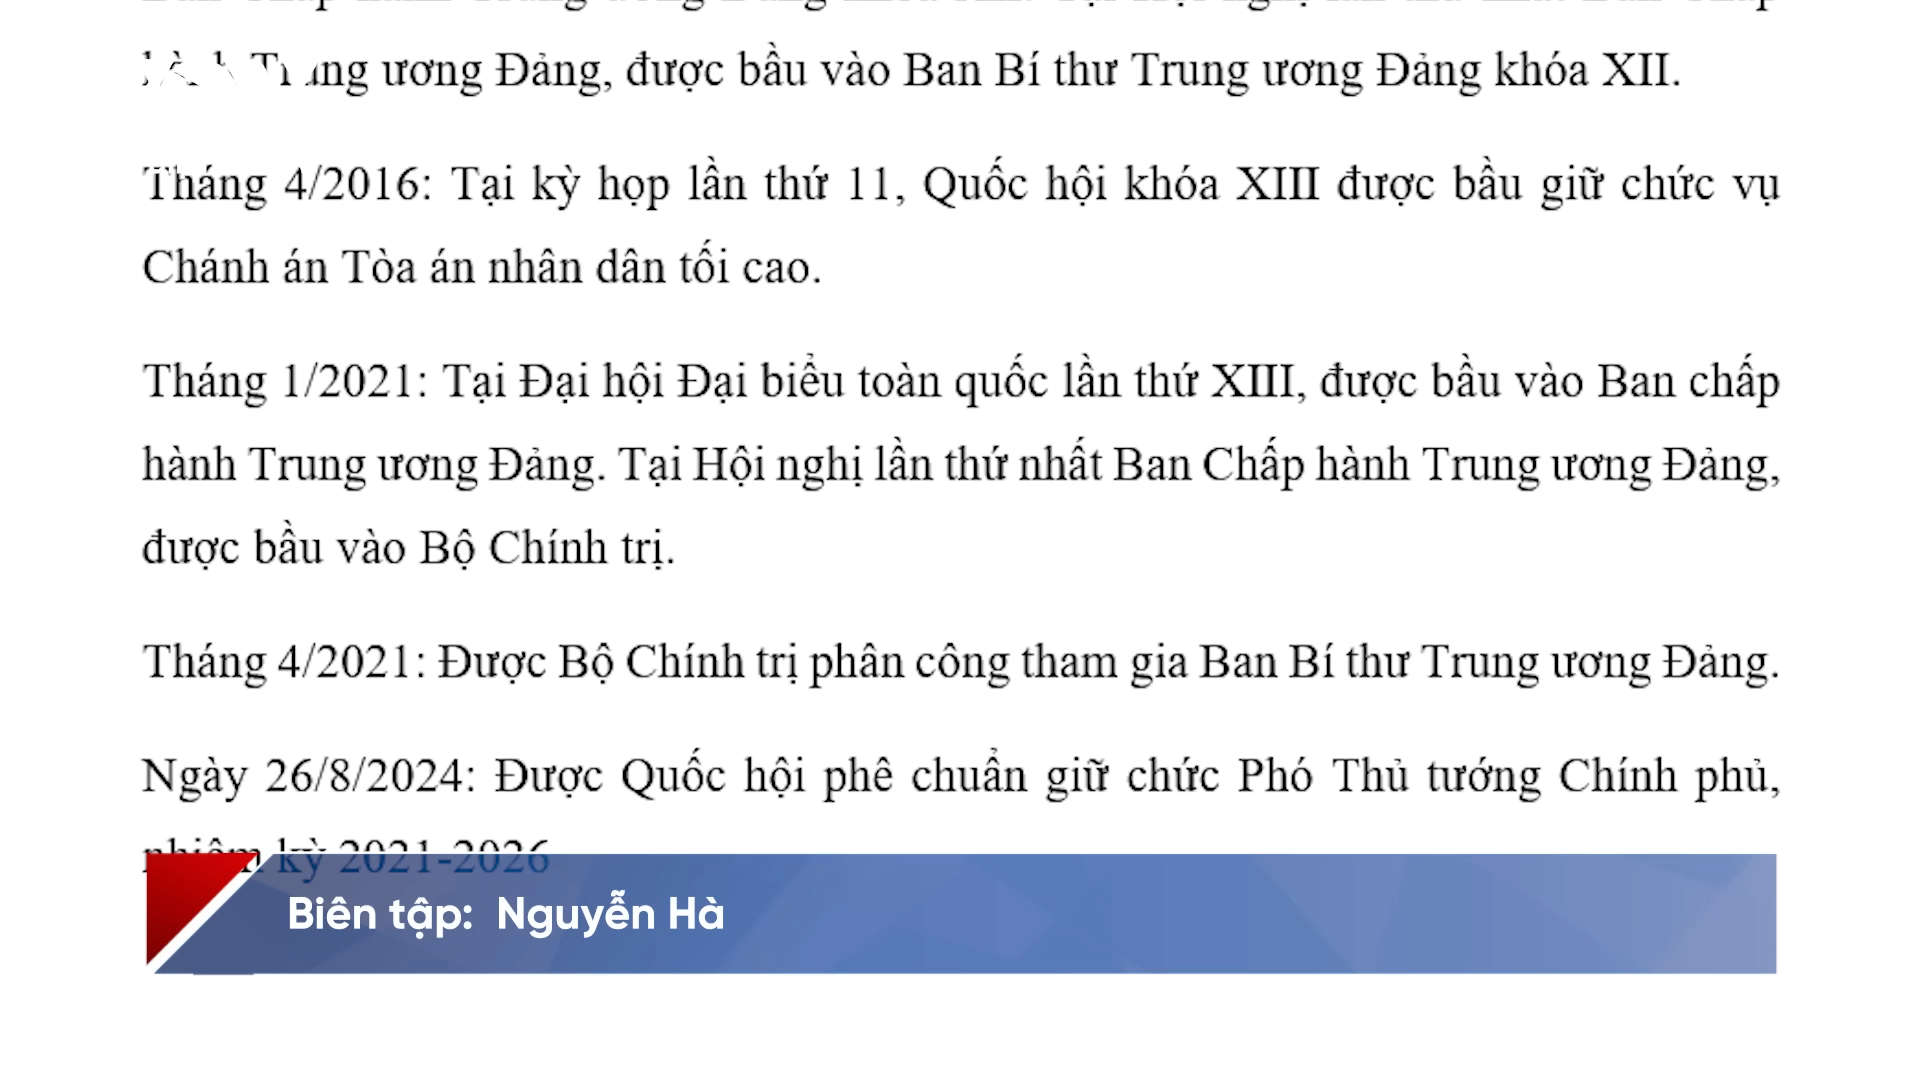 Trung ương Đảng, được bầu vào Ban Bí thư Trung ương Đảng khóa XII.
Tháng 4/2016: Tại kỳ họp lần thứ 11, Quốc hội khóa XIII được bầu giữ chức vụ
Chánh án Tòa án nhân dân tối cao.
Tháng 1/2021: Tại Đại hội Đại biểu toàn quốc lần thứ XIII, được bầu vào Ban chấp
hành Trung ương Đảng. Tại Hội nghị lần thứ nhất Ban Chấp hành Trung ương Đảng,
được bầu vào Bộ Chính trị.
Tháng 4/2021: Được Bộ Chính trị phân công tham gia Ban Bí thư Trung ương Đảng.
Ngày 26/8/2024: Được Quốc hội phê chuẩn giữ chức Phó Thủ tướng Chính phủ,
nhiệm kỳ 2021-2026
Biên tập: Nguyễn Hà